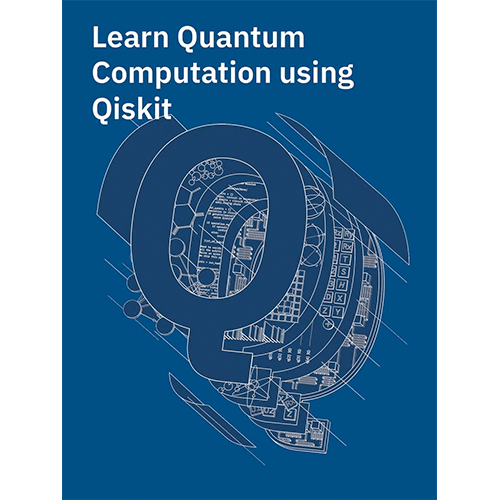 Learn Quantum
Computation using
Qiskit
Q
T
S
H
X
Y
Z